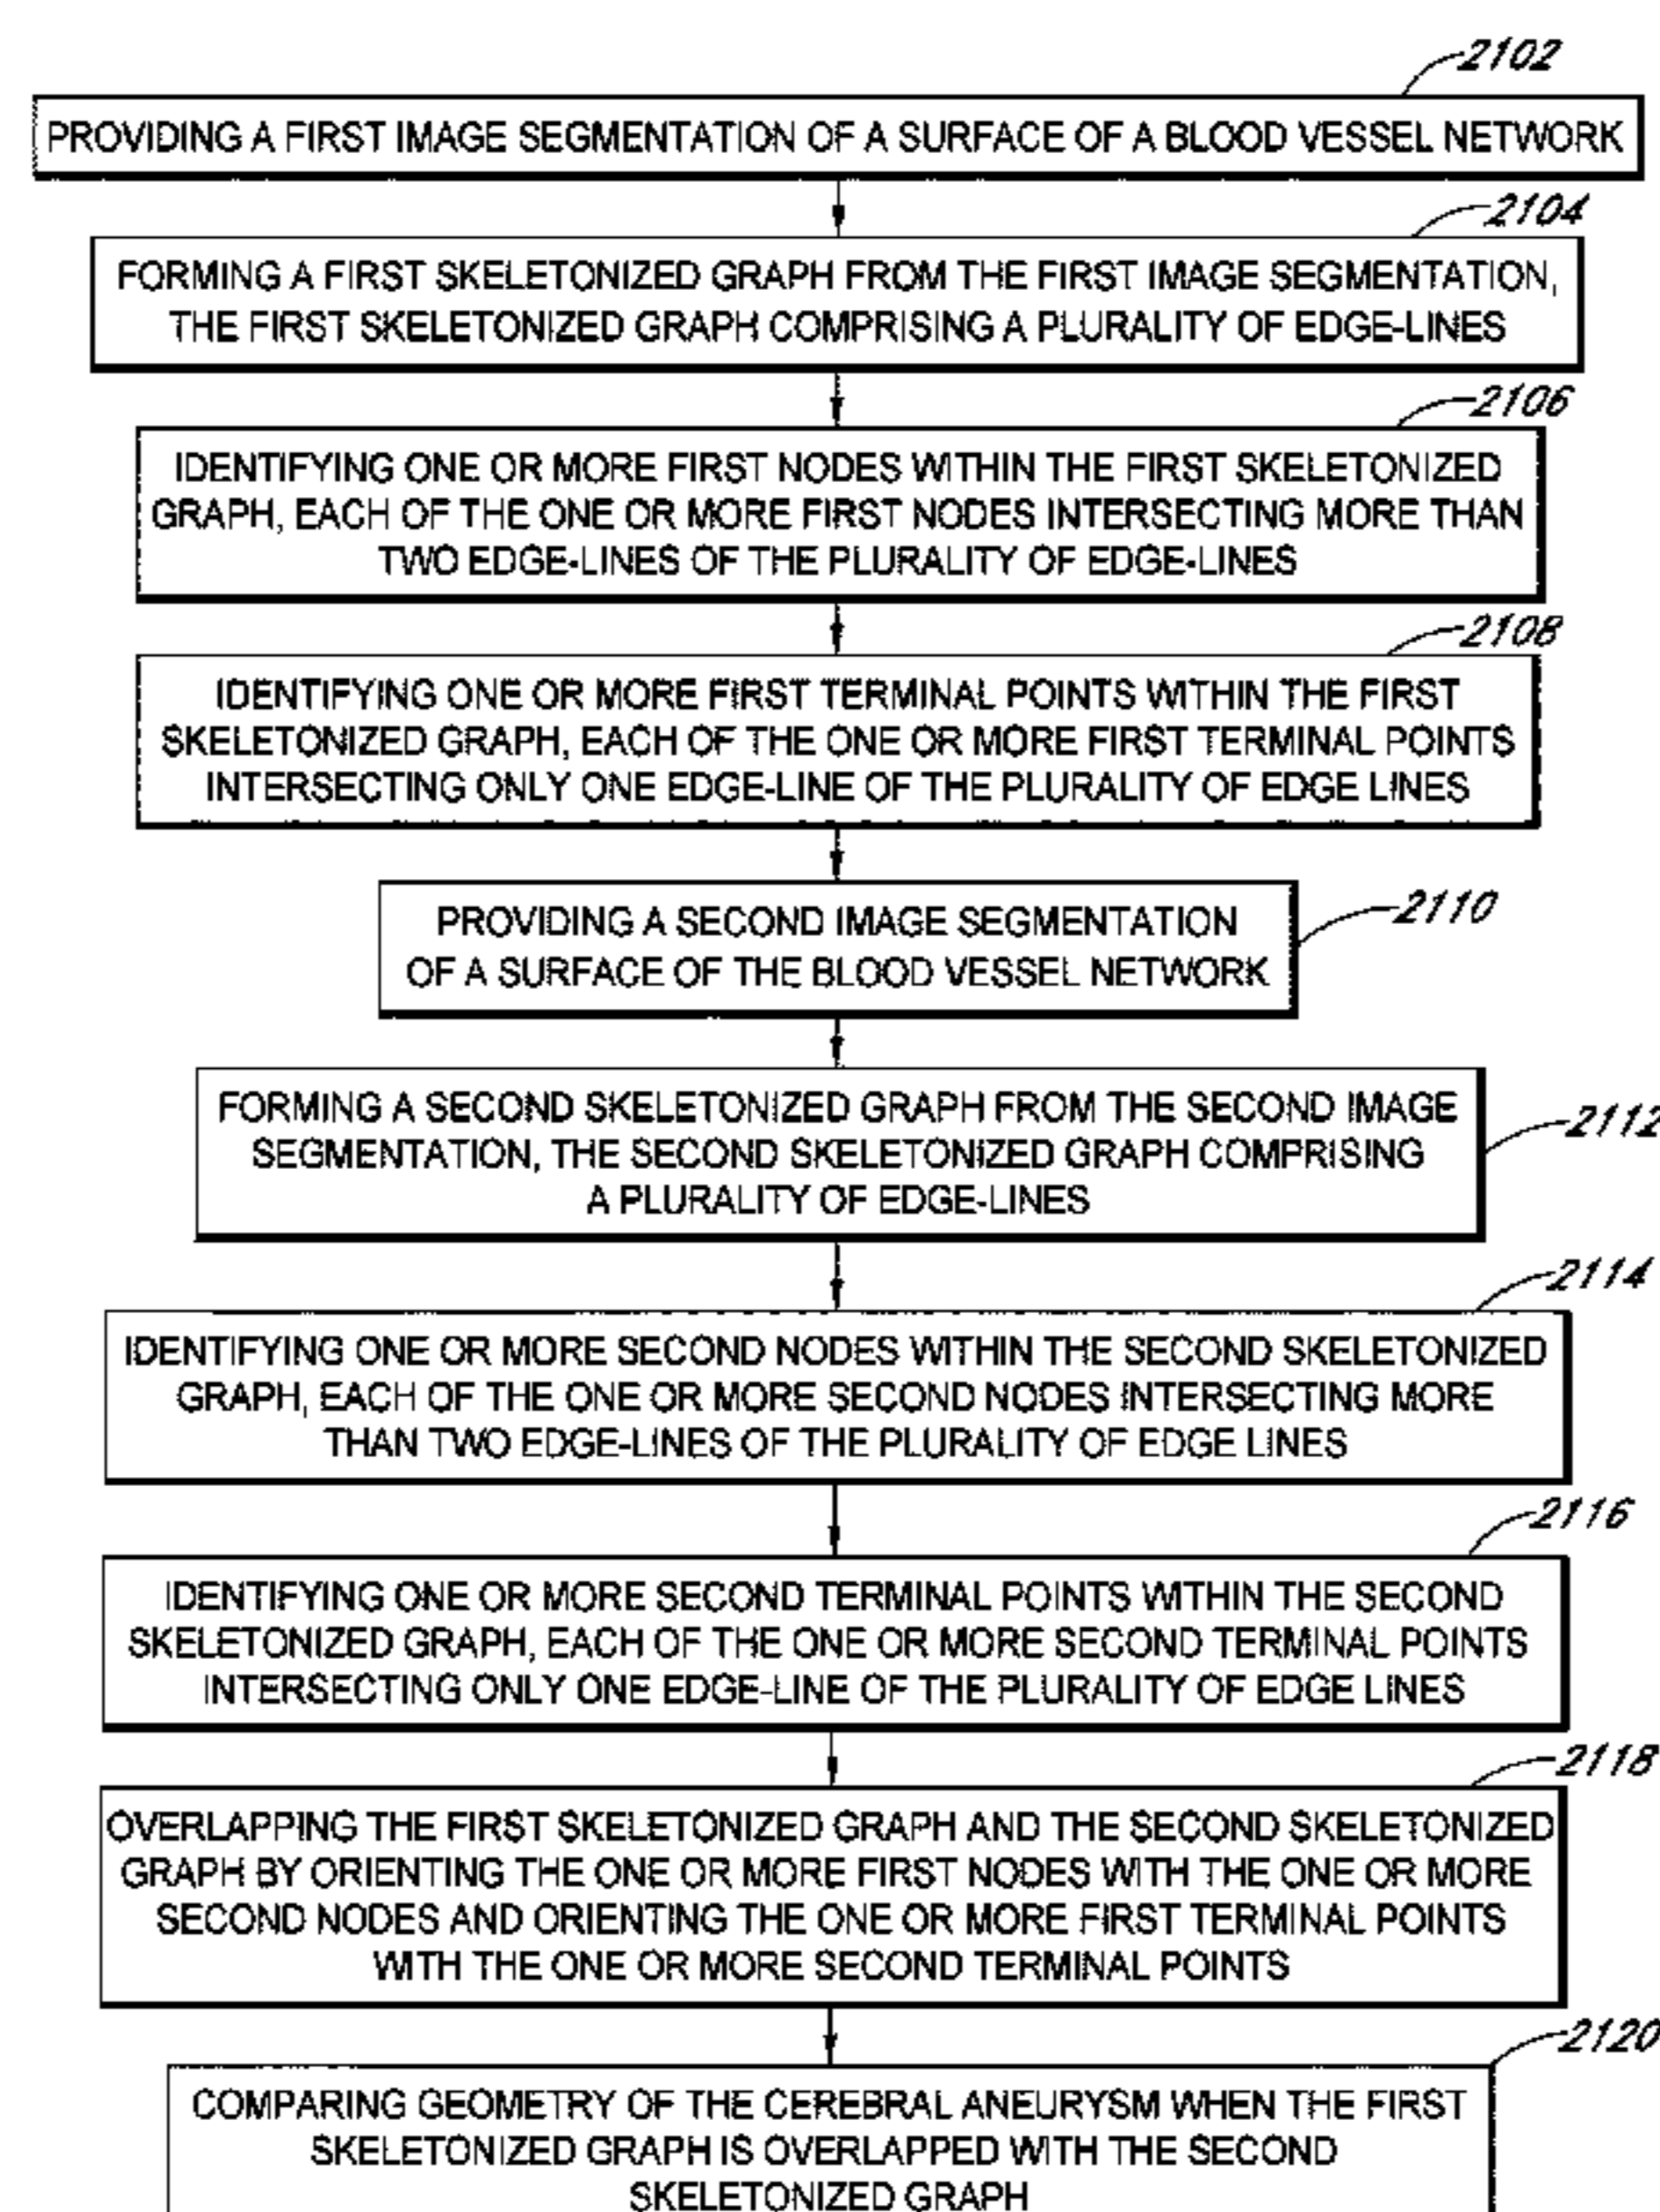 2102
PROVIDING A FIRST IMAGE SEGMENTATION OF A SURFACE OF A BLOOD VESSEL NETWORK
2104
FORMING A FIRST SKELETONIZED GRAPH FROM THE FIRST IMAGE SEGMENTATION,
THE FIRST SKELETONIZED GRAPH COMPRISING A PLURALITY OF EDGE-LINES
2106
IDENTIFYING ONE OR MORE FIRST NODES WITHIN THE FIRST SKELETONIZED
GRAPH, EACH OF THE ONE OR MORE FIRST NODES INTERSECTING MORE THAN
TWO EDGE-LINES OF THE PLURALITY OF EDGE-LINES
2108
IDENTIFYING ONE OR MORE FIRST TERMINAL POINTS WITHIN THE FIRST
SKELETONIZED GRAPH, EACH OF THE ONE OR MORE FIRST TERMINAL POINTS
INTERSECTING ONLY ONE EDGE-LINE OF THE PLURALITY OF EDGE LINES
2110
PROVIDING A SECOND IMAGE SEGMENTATION
OF A SURFACE OF THE BLOOD VESSEL NETWORK
2112
FORMING A SECOND SKELETONIZED GRAPH FROM THE SECOND IMAGE
SEGMENTATION, THE SECOND SKELETONIZED GRAPH COMPRISING
A PLURALITY OF EDGE-LINES
2114
IDENTIFYING ONE OR MORE SECOND NODES WITHIN THE SECOND SKELETONIZED
GRAPH, EACH OF THE ONE OR MORE SECOND NODES INTERSECTING MORE
THAN TWO EDGE-LINES OF THE PLURALITY OF EDGE LINES
2116
IDENTIFYING ONE OR MORE SECOND TERMINAL POINTS WITHIN THE SECOND
SKELETONIZED GRAPH, EACH OF THE ONE OR MORE SECOND TERMINAL POINTS
INTERSECTING ONLY ONE EDGE-LINE OF THE PLURALITY OF EDGE LINES
2118
OVERLAPPING THE FIRST SKELETONIZED GRAPH AND THE SECOND SKELETONIZED
GRAPH BY ORIENTING THE ONE OR MORE FIRST NODES WITH THE ONE OR MORE
SECOND NODES AND ORIENTING THE ONE OR MORE FIRST TERMINAL POINTS
WITH THE ONE OR MORE SECOND TERMINAL POINTS
2120
COMPARING GEOMETRY OF THE CEREBRAL ANEURYSM WHEN THE FIRST
SKELETONIZED GRAPH IS OVERLAPPED WITH THE SECOND
SKELETONIZED GRAPH